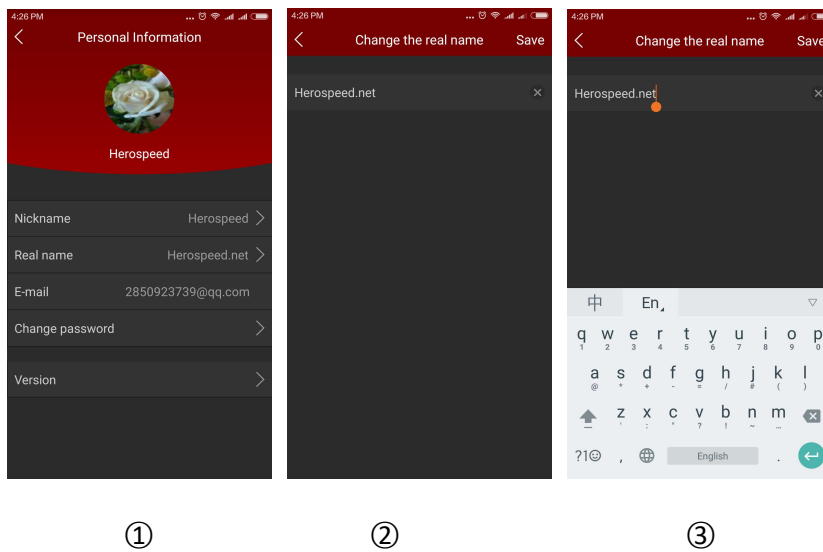 4:26 PM
Personal Information
Herospeed
Nickname Herospeed
Real name Herospeed.net
E-mail 2850923739@qq.com
Change password
Version
①
4:26 PM
Change the real name Save
Herospeed.net
②
4:26 PM
Change the real name Save
Herospeed.net
中 En
q w e r t y u i o p
1 2 3 4 5 6 7 8 9 0
a s d f g h j k l
@ * + - = / # ( )
z x c v b n m
' : " ? ! ~ ...
?1☺ , English .
③